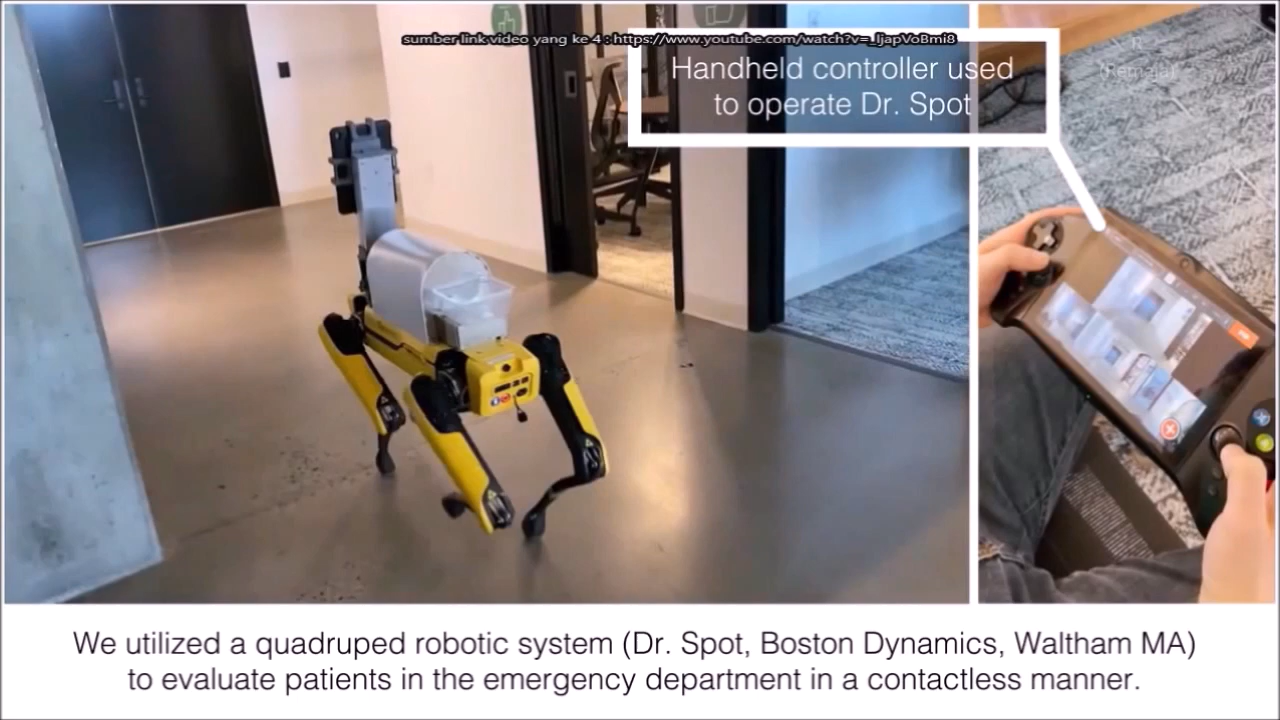 sumber link video yang ke 4 : https://www.youtube.com/watch?v=_ljapVoBmi8
Handheld controller used
to operate Dr. Spot
We utilized a quadruped robotic system (Dr. Spot, Boston Dynamics, Waltham MA)
to evaluate patients in the emergency department in a contactless manner.